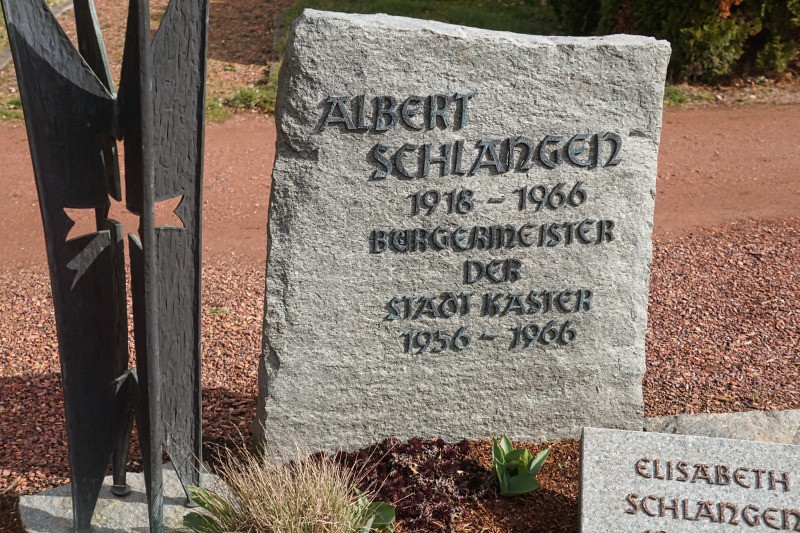 ALBERT
SCHLANGEN
1918 - 1966
BÜRGERMEISTER
DER
STADT KASTER
1956 - 1966
ELISABETH
SCHLANGEN